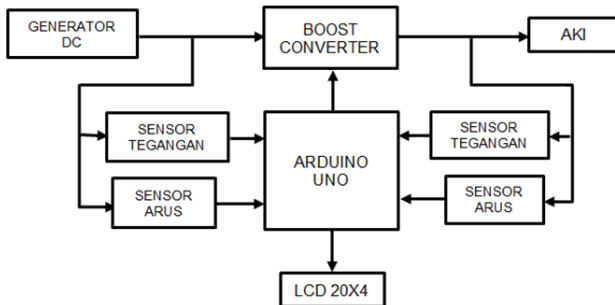 GENERATOR
DC
BOOST
CONVERTER
AKI
SENSOR
TEGANGAN
SENSOR
ARUS
ARDUINO
UNO
SENSOR
TEGANGAN
SENSOR
ARUS
LCD 20X4